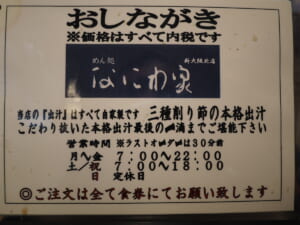 おしながき
※価格はすべて内税です
めん処
なにわ家
新大阪北店
当店の『出汁』はすべて自家製です 三種削り節の本格出汁
こだわり抜いた本格出汁最後の一滴までご堪能下さい
営業時間 ※ラストオーダーは30分前
月～金 7:00～22:00
土/祝 7:00～18:00
日 定休日
◎ご注文は全て食券にてお願い致します